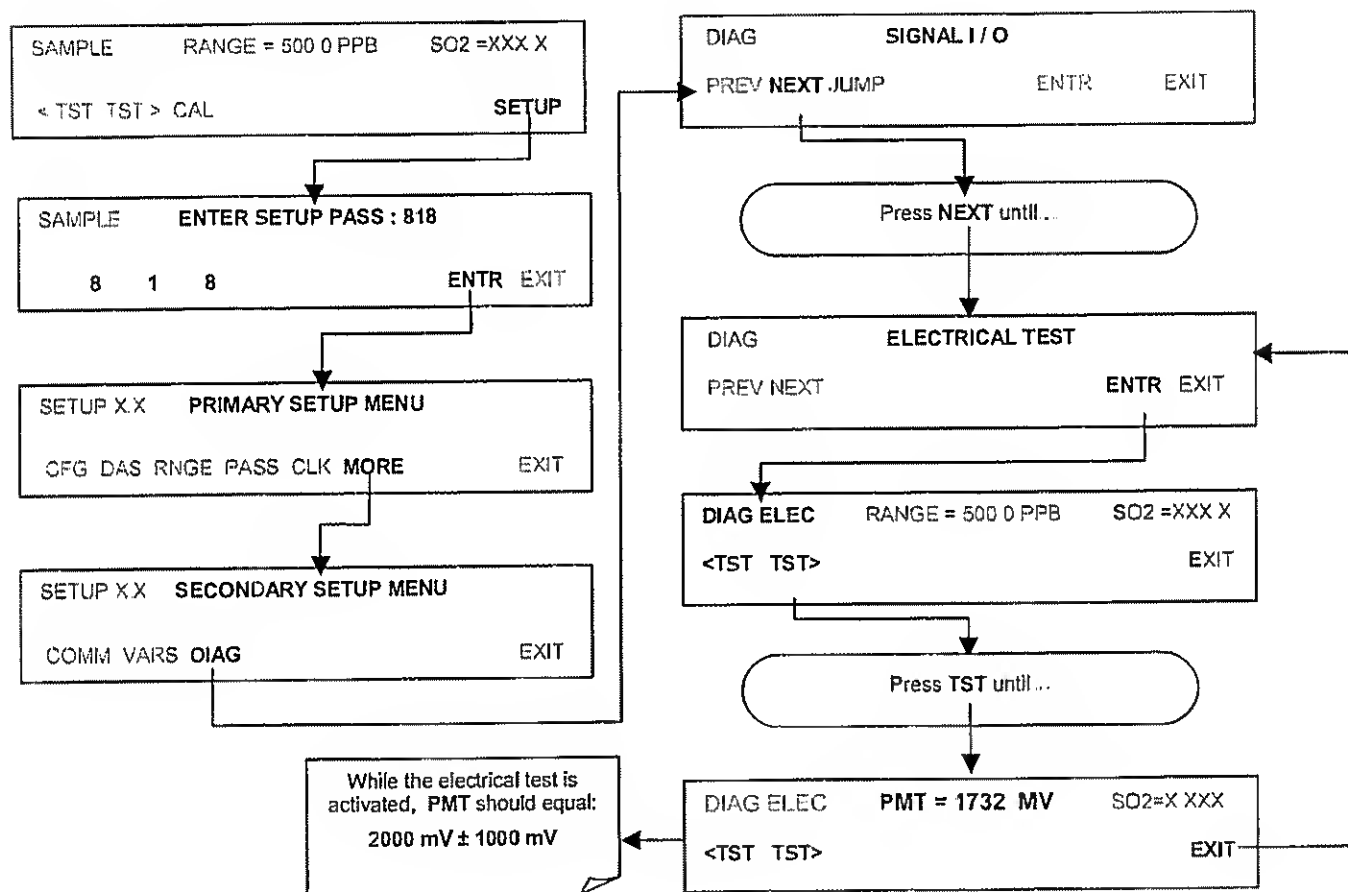 SAMPLE RANGE = 500 0 PPB SO2 =XXX X
< TST TST > CAL SETUP
SAMPLE ENTER SETUP PASS : 818
8 1 8 ENTR EXIT
SETUP X.X PRIMARY SETUP MENU
CFG DAS RNGE PASS CLK MORE EXIT
SETUP X.X SECONDARY SETUP MENU
COMM VARS DIAG EXIT
DIAG SIGNAL I / O
PREV NEXT JUMP ENTR EXIT
Press NEXT until...
DIAG ELECTRICAL TEST
PREV NEXT ENTR EXIT
DIAG ELEC RANGE = 500 0 PPB SO2 =XXX X
<TST TST> EXIT
Press TST until...
DIAG ELEC PMT = 1732 MV SO2=X XXX
<TST TST> EXIT
While the electrical test is
activated, PMT should equal:
2000 mV ± 1000 mV